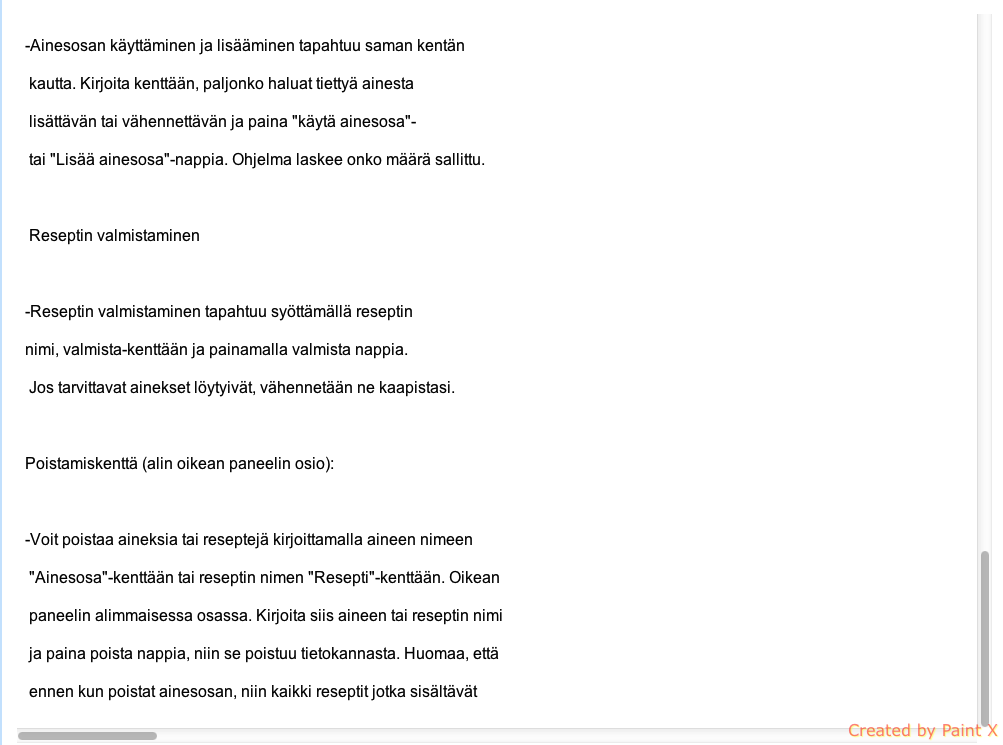 -Ainesosan käyttäminen ja lisääminen tapahtuu saman kentän
kautta. Kirjoita kenttään, paljonko haluat tiettyä ainesta
lisättävän tai vähennettävän ja paina "käytä ainesosa"-
tai "Lisää ainesosa"-nappia. Ohjelma laskee onko määrä sallittu.
Reseptin valmistaminen
-Reseptin valmistaminen tapahtuu syöttämällä reseptin
nimi, valmista-kenttään ja painamalla valmista nappia.
Jos tarvittavat ainekset löytyivät, vähennetään ne kaapistasi.
Poistamiskenttä (alin oikean paneelin osio):
-Voit poistaa aineksia tai reseptejä kirjoittamalla aineen nimeen
"Ainesosa"-kenttään tai reseptin nimen "Resepti"-kenttään. Oikean
paneelin alimmaisessa osassa. Kirjoita siis aineen tai reseptin nimi
ja paina poista nappia, niin se poistuu tietokannasta. Huomaa, että
ennen kun poistat ainesosan, niin kaikki reseptit jotka sisältävät
Created by Paint X